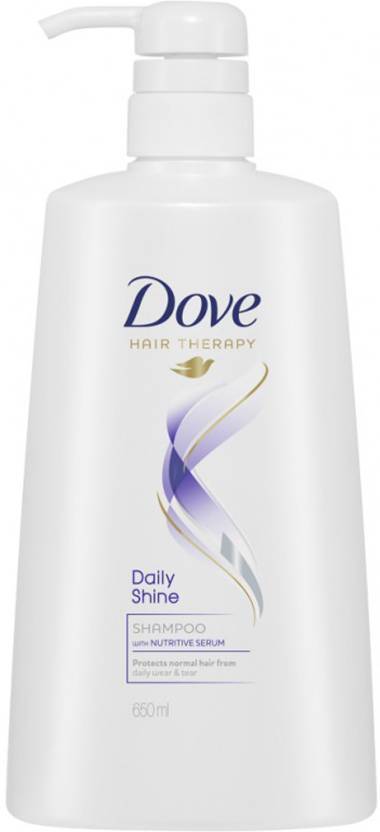 Dove
HAIR THERAPY
Daily
Shine
SHAMPOO
WITH NUTRITIVE SERUM
Protects normal hair from
daily wear & tear
650ml